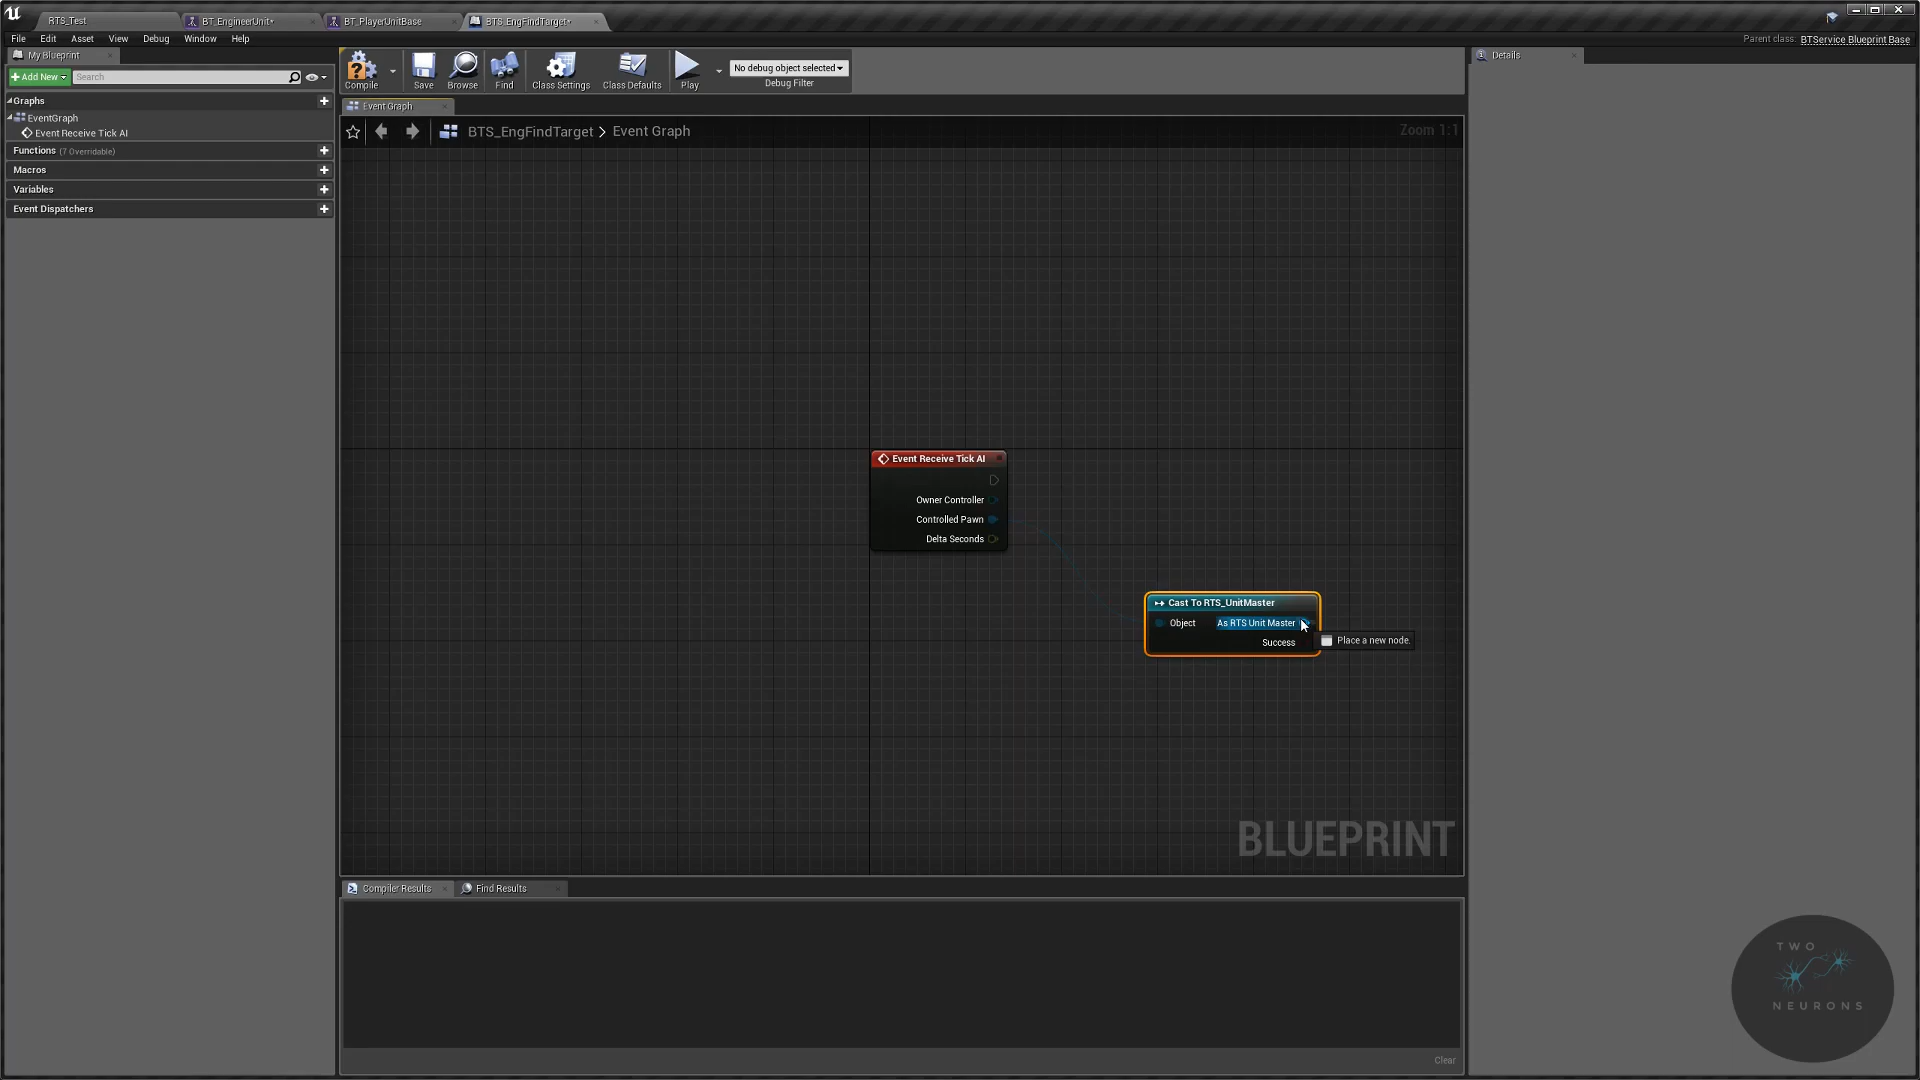 RTS_Test
BT_EngineerUnit*
BT_PlayerUnitBase
BTS_EngFindTarget*
File Edit Asset View Debug Window Help
Parent class: BTService Blueprint Base
My Blueprint
Add New
Search
Graphs
EventGraph
Event Receive Tick AI
Functions (7 Overridable)
Macros
Variables
Event Dispatchers
Compile
Save
Browse
Find
Class Settings
Class Defaults
Play
No debug object selected
Debug Filter
Event Graph
BTS_EngFindTarget > Event Graph
Zoom 1:1
Event Receive Tick AI
Owner Controller
Controlled Pawn
Delta Seconds
Cast To RTS_UnitMaster
Object As RTS Unit Master
Success
Place a new node.
BLUEPRINT
Compiler Results
Find Results
Clear
Details
TWO
NEURONS